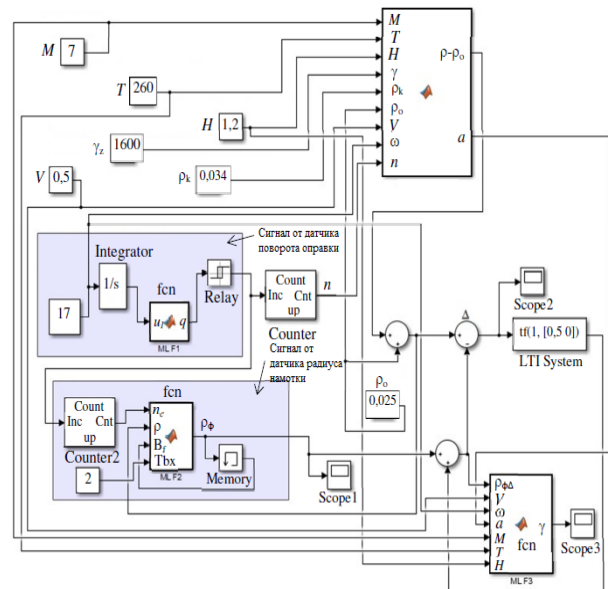 M
7
T
260
H
1,2
γz
1600
ρk
0,034
V
0,5
M
T
H
γ
ρk
ρo
V
ω
n
ρ-ρo
a
Сигнал от датчика
поворота оправки
Integrator
1/s
17
fcn
uI
q
ML F1
Relay
Count
Inc Cnt
up
Counter
n
Сигнал от
датчика радиуса
намотки
Δ
Scope2
tf(1, [0,5 0])
LTI System
ρo
0,025
fcn
Count
Inc Cnt
up
Counter2
2
nc
ρ
Bf
Tbx
ML F2
ρф
Memory
Scope1
ρфΔ
V
ω
a
M
T
H
fcn
γ
ML F3
Scope3